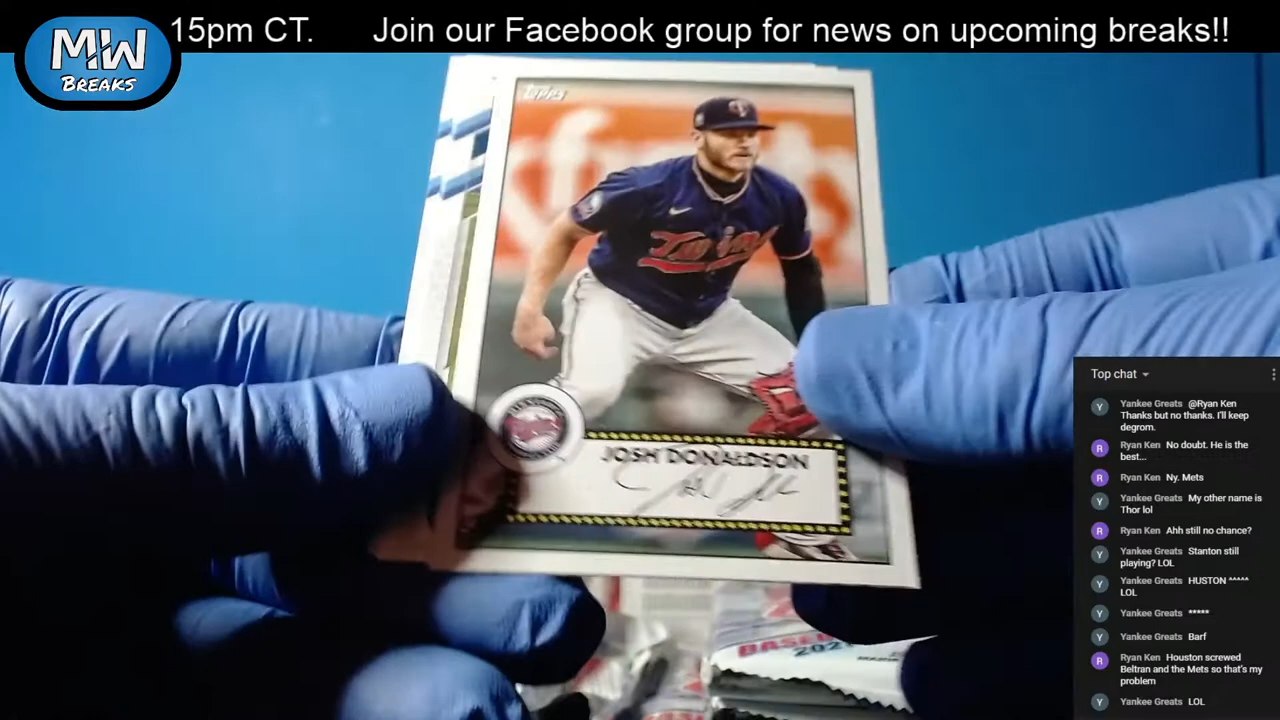 15pm CT. Join our Facebook group for news on upcoming breaks!!
MW
BREAKS
Topps
Twins
JOSH DONALDSON
BASEB
202
Top chat
Y Yankee Greats @Ryan Ken
Thanks but no thanks. I'll keep
degrom.
R Ryan Ken No doubt. He is the
best...
R Ryan Ken Ny. Mets
Y Yankee Greats My other name is
Thor lol
R Ryan Ken Ahh still no chance?
Y Yankee Greats Stanton still
playing? LOL
Y Yankee Greats HUSTON ^^^^^
LOL
Y Yankee Greats *****
Y Yankee Greats Barf
R Ryan Ken Houston screwed
Beltran and the Mets so that's my
problem
Y Yankee Greats LOL